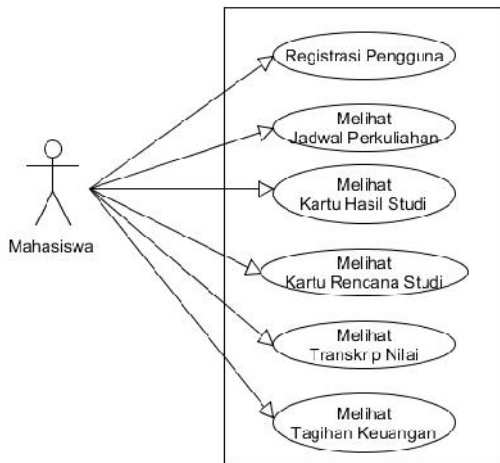 Registrasi Pengguna
Melihat
Jadwal Perkuliahan
Melihat
Kartu Hasil Studi
Mahasiswa
Melihat
Kartu Rencana Studi
Melihat
Transkrip Nilai
Melihat
Tagihan Keuangan